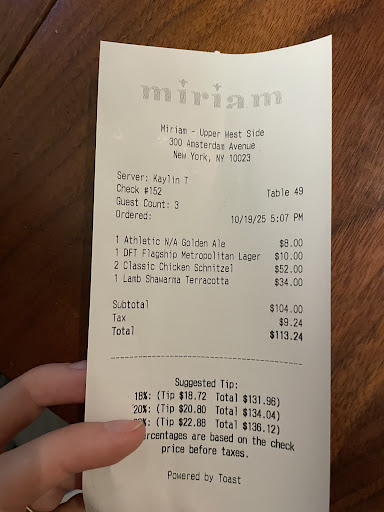 miriam
Miriam - Upper West Side
300 Amsterdam Avenue
New York, NY 10023
Server: Kaylin T
Check #152 Table 49
Guest Count: 3
Ordered: 10/19/25 5:07 PM
1 Athletic N/A Golden Ale $8.00
1 DFT Flagship Metropolitan Lager $10.00
2 Classic Chicken Schnitzel $52.00
1 Lamb Shawarma Terracotta $34.00
Subtotal $104.00
Tax $9.24
Total $113.24
Suggested Tip:
18%: (Tip $18.72 Total $131.96)
20%: (Tip $20.80 Total $134.04)
(Tip $22.88 Total $136.12)
percentages are based on the check
price before taxes.
Powered by Toast